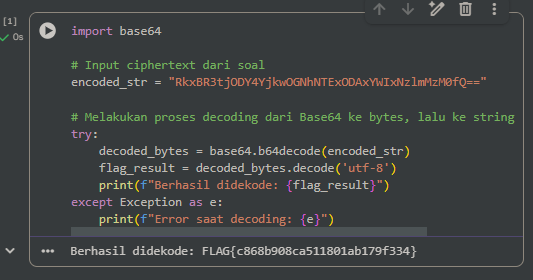 [1]
0s
import base64
# Input ciphertext dari soal
encoded_str = "RkxBR3tjODY4YjkwOGNhNTExODAxYWIxNzlmMzM0fQ=="
# Melakukan proses decoding dari Base64 ke bytes, lalu ke string
try:
    decoded_bytes = base64.b64decode(encoded_str)
    flag_result = decoded_bytes.decode('utf-8')
    print(f"Berhasil didekode: {flag_result}")
except Exception as e:
    print(f"Error saat decoding: {e}")
Berhasil didekode: FLAG{c868b908ca511801ab179f334}